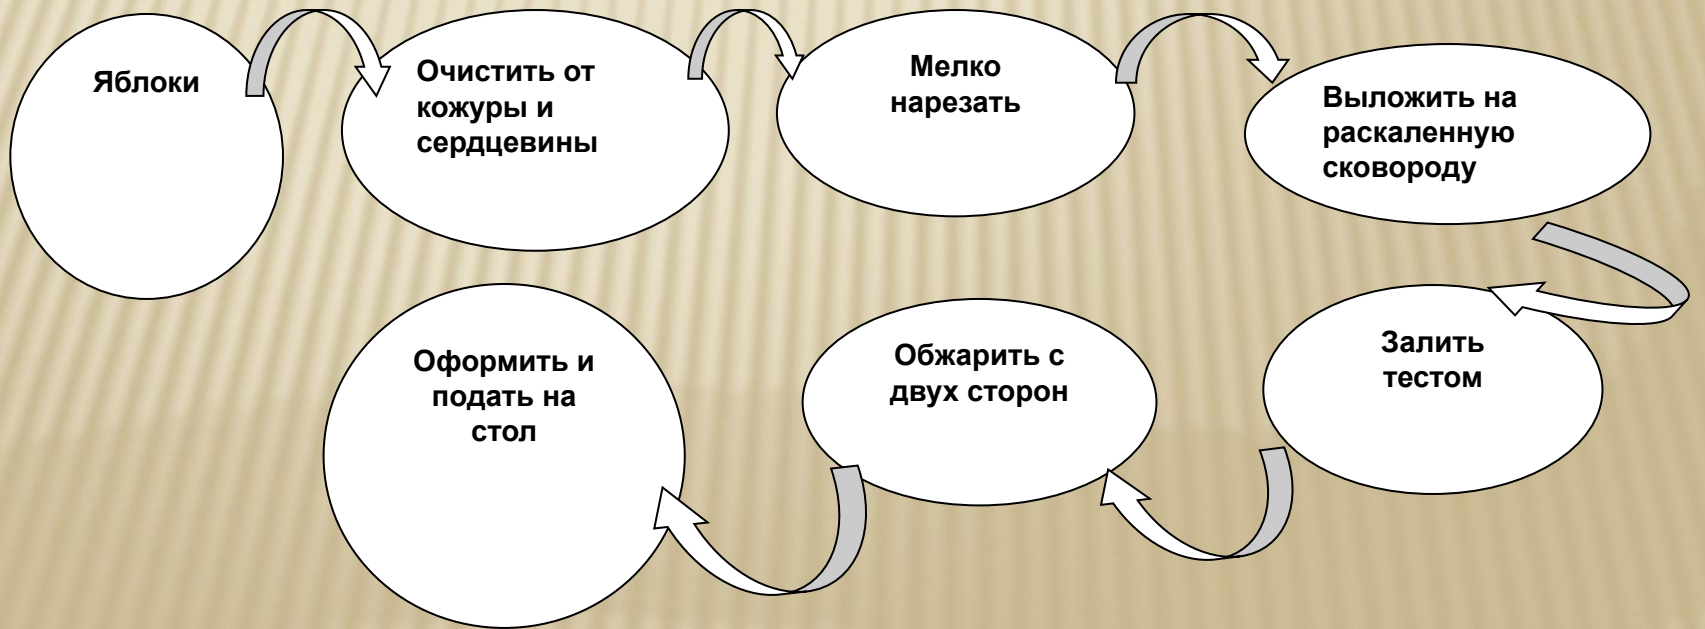 Яблоки
Очистить от
кожуры и
сердцевины
Мелко
нарезать
Выложить на
раскаленную
сковороду
Залить
тестом
Обжарить с
двух сторон
Оформить и
подать на
стол